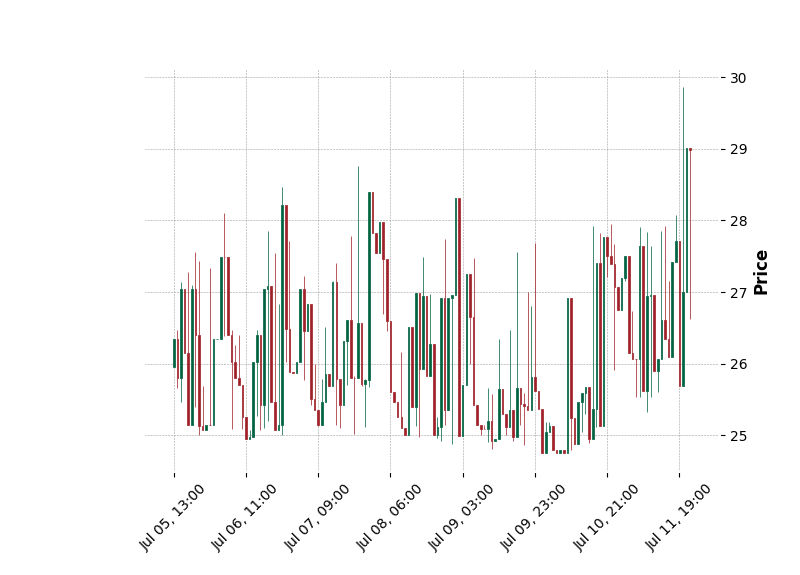 30
29
28
27
26
25
Price
Jul 05, 13:00
Jul 06, 11:00
Jul 07, 09:00
Jul 08, 06:00
Jul 09, 03:00
Jul 09, 23:00
Jul 10, 21:00
Jul 11, 19:00